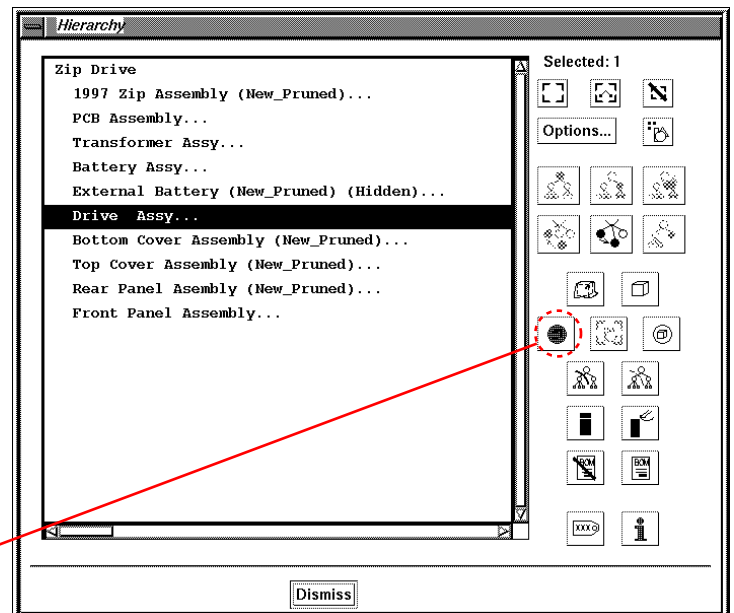 Hierarchy
Selected: 1
Zip Drive
1997 Zip Assembly (New_Pruned)...
PCB Assembly...
Transformer Assy...
Battery Assy...
External Battery (New_Pruned) (Hidden)...
Drive  Assy...
Bottom Cover Assembly (New_Pruned)...
Top Cover Assembly (New_Pruned)...
Rear Panel Asembly (New_Pruned)...
Front Panel Assembly...
Options...
BOM
BOM
XXX
i
Dismiss